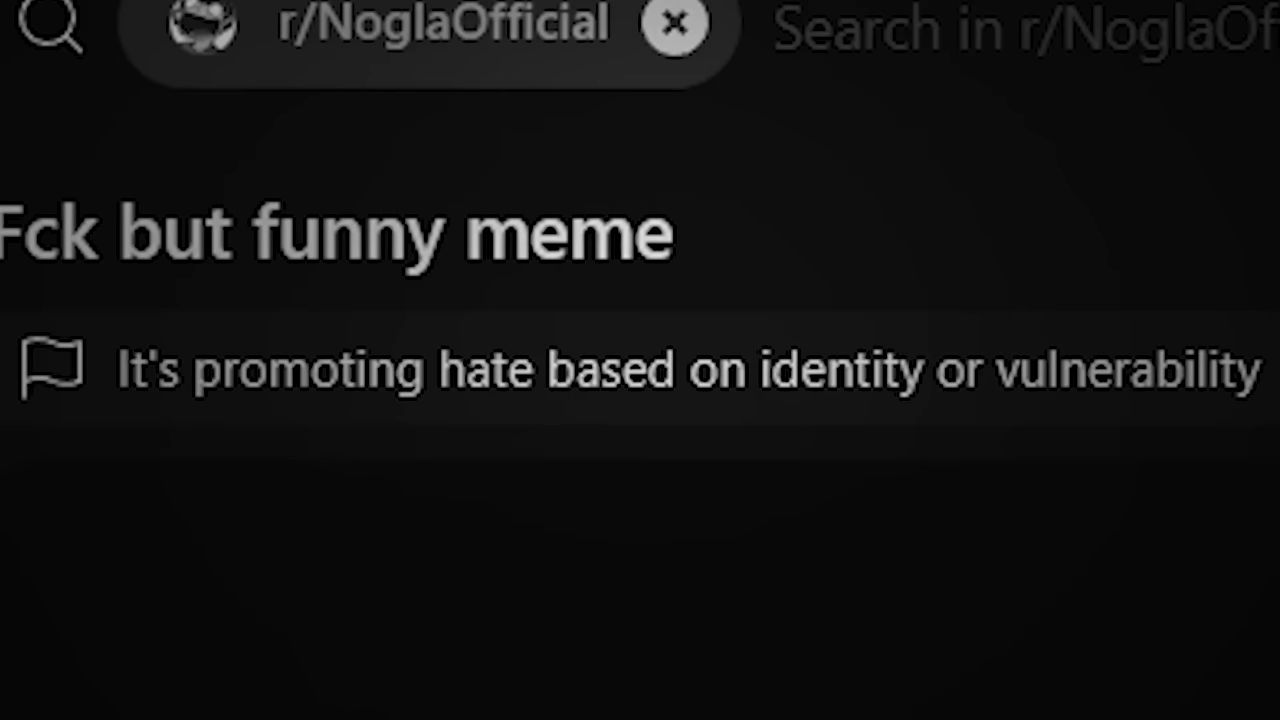 r/NoglaOfficial Search in r/NoglaOf
Fck but funny meme
It's promoting hate based on identity or vulnerability